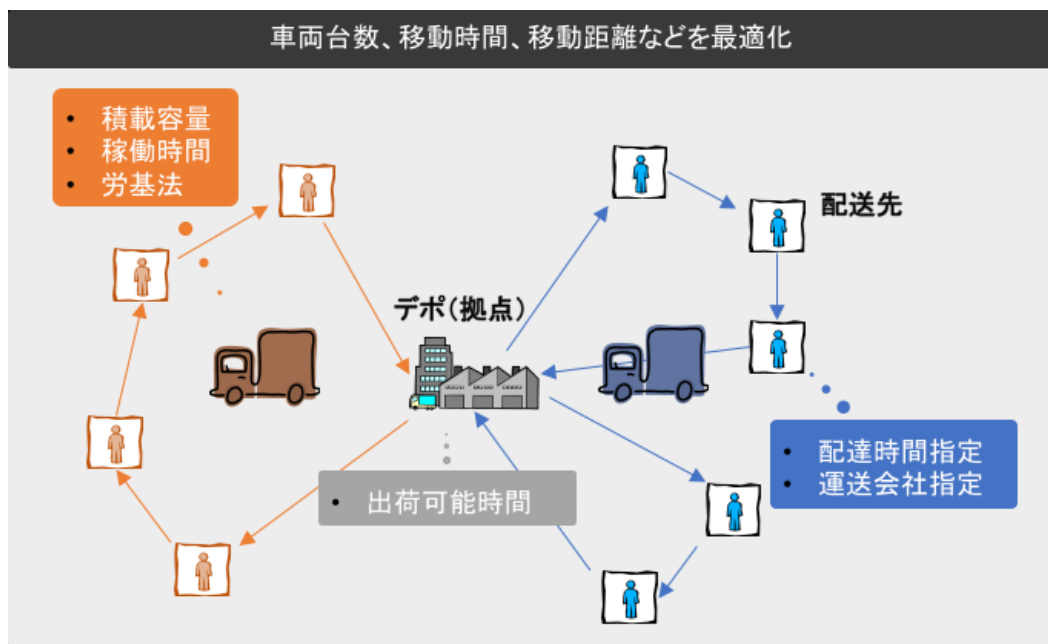 車両台数、移動時間、移動距離などを最適化
• 積載容量
• 稼働時間
• 労基法
配送先
デポ(拠点)
• 配達時間指定
• 運送会社指定
• 出荷可能時間